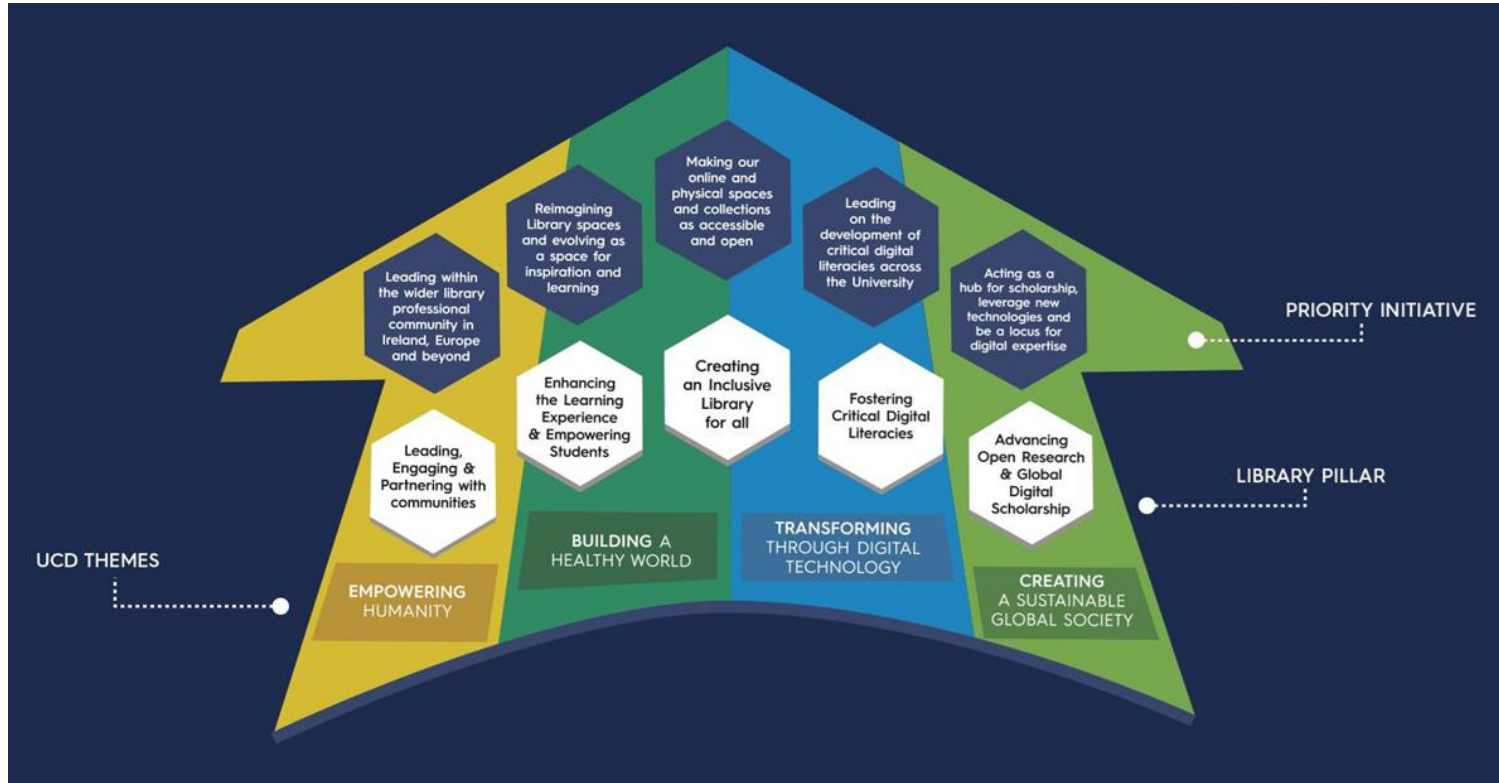 Making our
online and
physical spaces
and collections
as accessible
and open
Reimagining
Library spaces
and evolving as
a space for
inspiration and
learning
Leading
on the
development of
critical digital
literacies across
the University
Leading within
the wider library
professional
community in
Ireland, Europe
and beyond
Acting as a
hub for scholarship,
leverage new
technologies and
be a locus for
digital expertise
PRIORITY INITIATIVE
Leading,
Engaging &
Partnering with
communities
Enhancing
the Learning
Experience
& Empowering
Students
Creating
an Inclusive
Library
for all
Fostering
Critical Digital
Literacies
Advancing
Open Research
& Global
Digital
Scholarship
LIBRARY PILLAR
UCD THEMES
EMPOWERING
HUMANITY
BUILDING A
HEALTHY WORLD
TRANSFORMING
THROUGH DIGITAL
TECHNOLOGY
CREATING
A SUSTAINABLE
GLOBAL SOCIETY